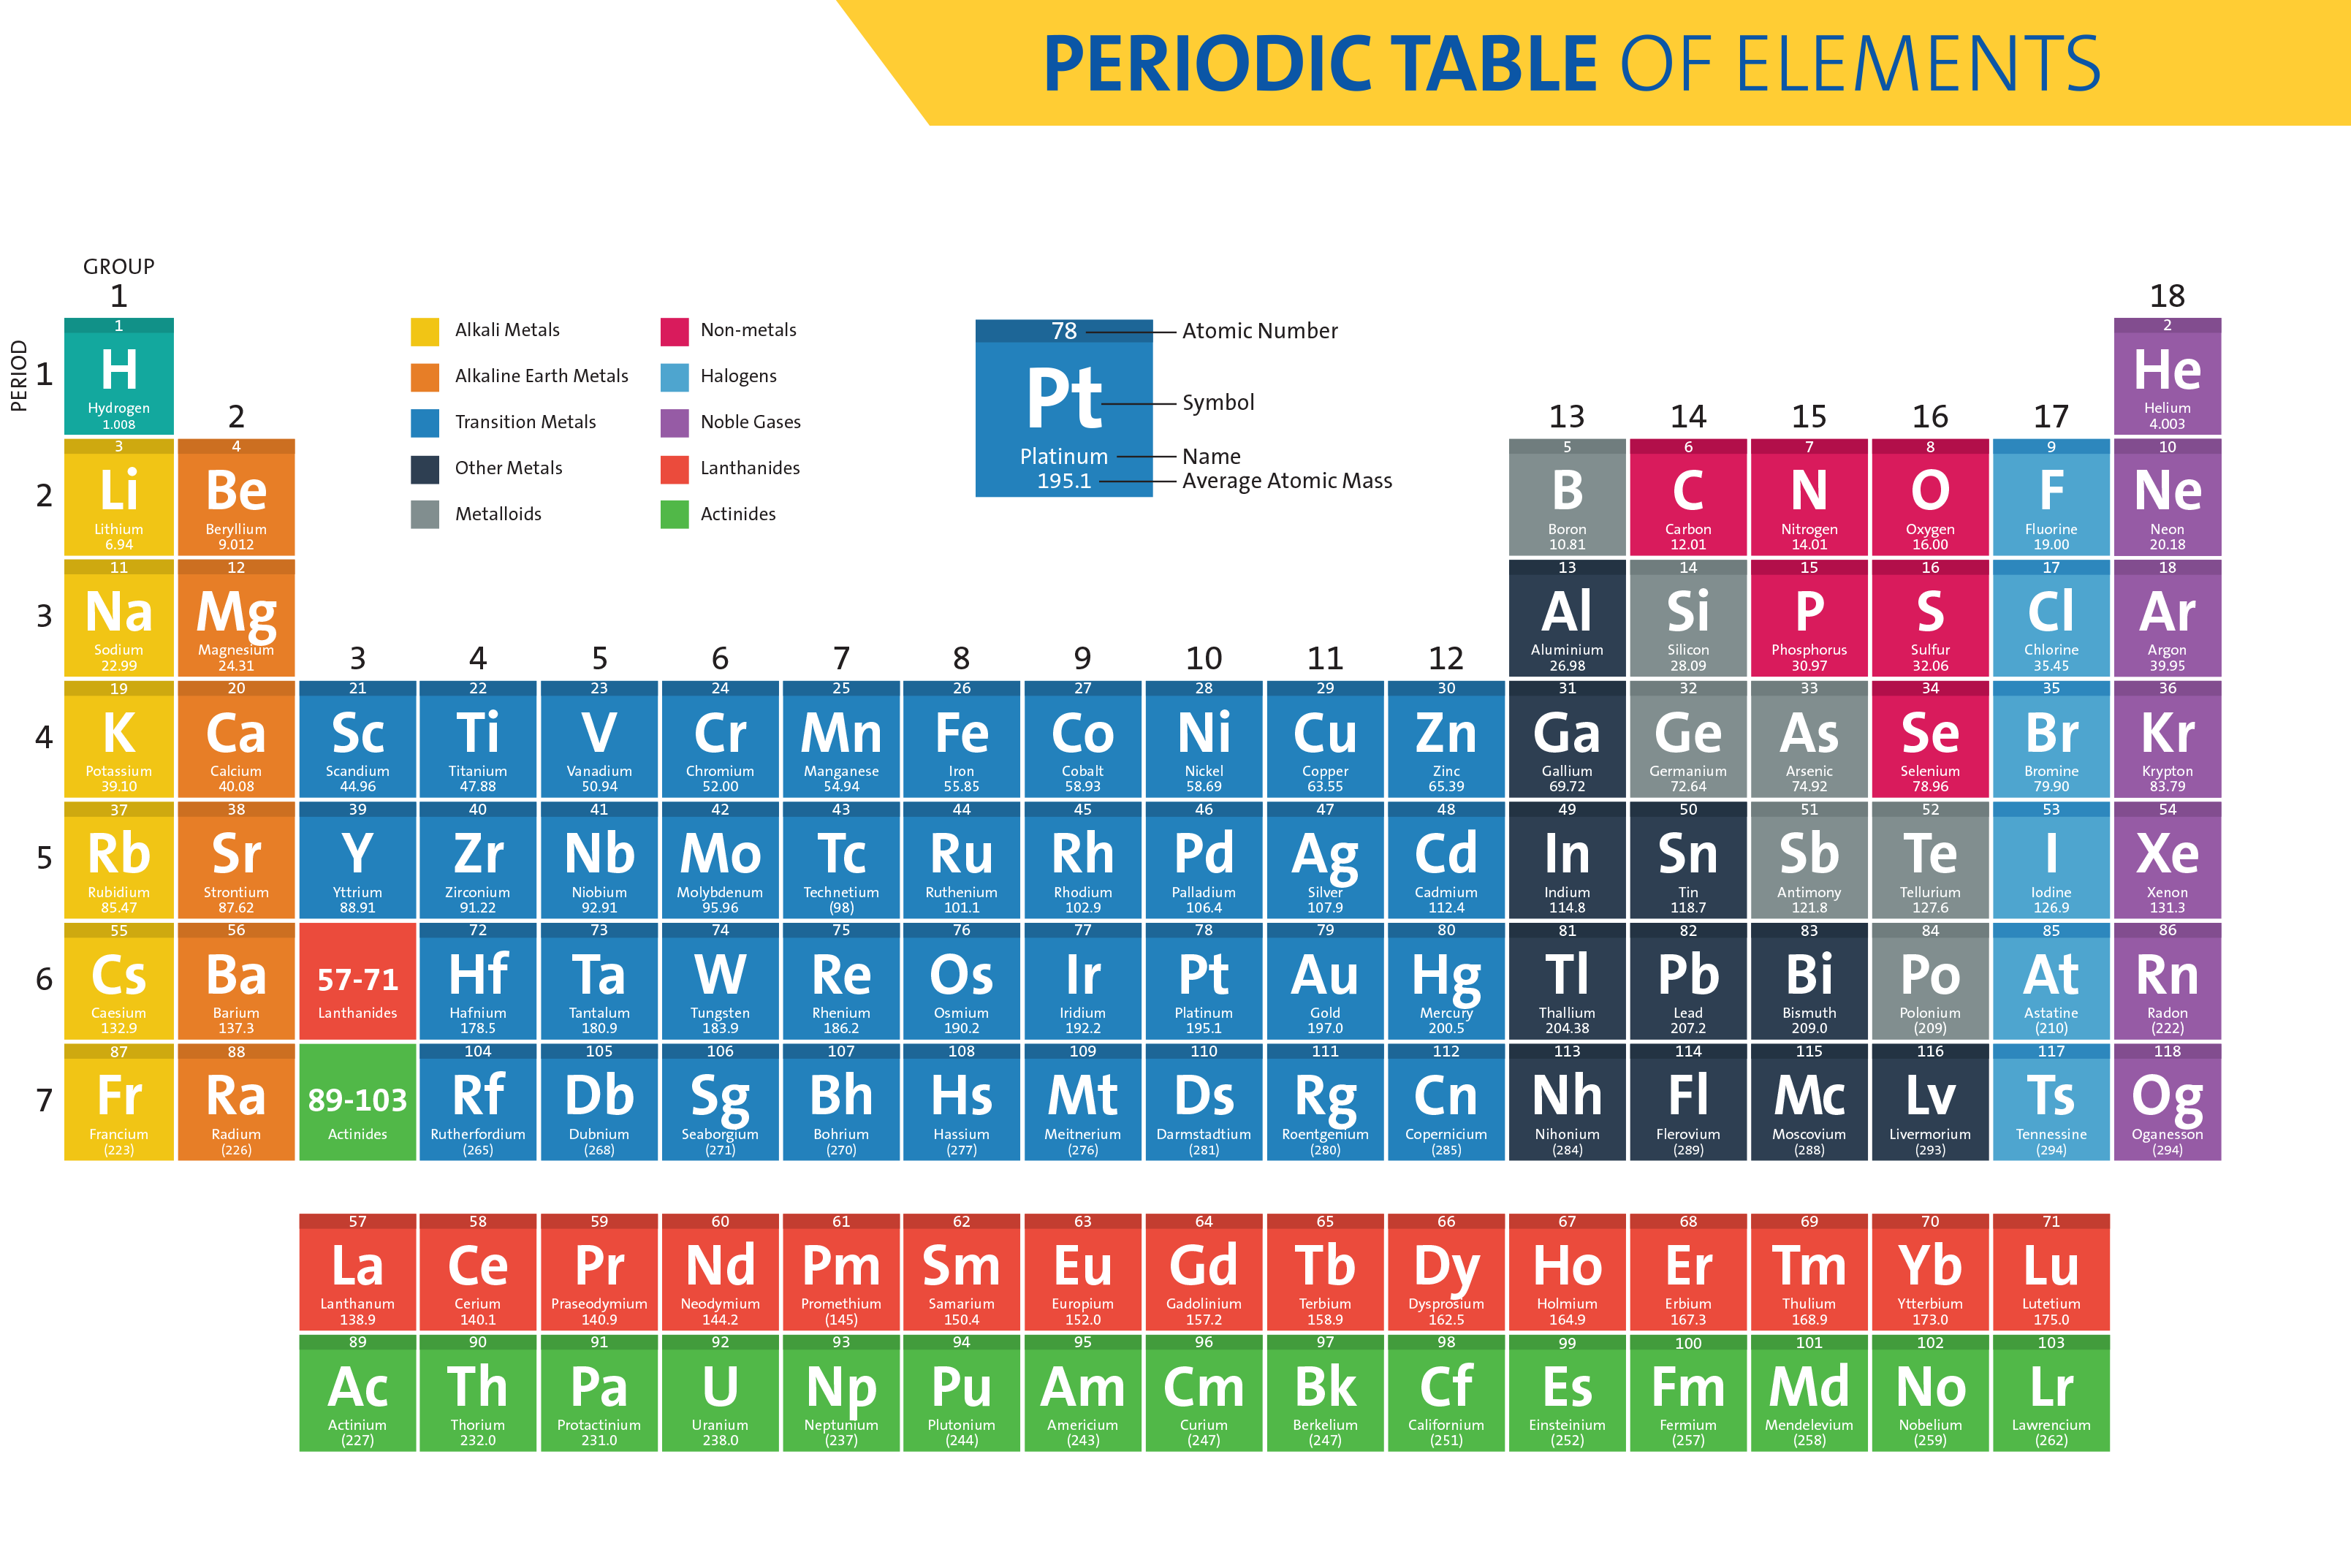 PERIODIC TABLE OF ELEMENTS
GROUP
1 18
PERIOD
Alkali Metals Non-metals
Alkaline Earth Metals Halogens
Transition Metals Noble Gases
Other Metals Lanthanides
Metalloids Actinides
78 Atomic Number
Pt Symbol
Platinum Name
195.1 Average Atomic Mass
1 2
1 H He
Hydrogen Helium
1.008 4.003
2 13 14 15 16 17
3 4 5 6 7 8 9 10
2 Li Be B C N O F Ne
Lithium Beryllium Boron Carbon Nitrogen Oxygen Fluorine Neon
6.94 9.012 10.81 12.01 14.01 16.00 19.00 20.18
11 12 13 14 15 16 17 18
3 Na Mg Al Si P S Cl Ar
Sodium Magnesium Aluminium Silicon Phosphorus Sulfur Chlorine Argon
22.99 24.31 26.98 28.09 30.97 32.06 35.45 39.95
3 4 5 6 7 8 9 10 11 12
19 20 21 22 23 24 25 26 27 28 29 30 31 32 33 34 35 36
4 K Ca Sc Ti V Cr Mn Fe Co Ni Cu Zn Ga Ge As Se Br Kr
Potassium Calcium Scandium Titanium Vanadium Chromium Manganese Iron Cobalt Nickel Copper Zinc Gallium Germanium Arsenic Selenium Bromine Krypton
39.10 40.08 44.96 47.88 50.94 52.00 54.94 55.85 58.93 58.69 63.55 65.39 69.72 72.64 74.92 78.96 79.90 83.79
37 38 39 40 41 42 43 44 45 46 47 48 49 50 51 52 53 54
5 Rb Sr Y Zr Nb Mo Tc Ru Rh Pd Ag Cd In Sn Sb Te I Xe
Rubidium Strontium Yttrium Zirconium Niobium Molybdenum Technetium Ruthenium Rhodium Palladium Silver Cadmium Indium Tin Antimony Tellurium Iodine Xenon
85.47 87.62 88.91 91.22 92.91 95.96 (98) 101.1 102.9 106.4 107.9 112.4 114.8 118.7 121.8 127.6 126.9 131.3
55 56 72 73 74 75 76 77 78 79 80 81 82 83 84 85 86
6 Cs Ba 57-71 Hf Ta W Re Os Ir Pt Au Hg Tl Pb Bi Po At Rn
Caesium Barium Lanthanides Hafnium Tantalum Tungsten Rhenium Osmium Iridium Platinum Gold Mercury Thallium Lead Bismuth Polonium Astatine Radon
132.9 137.3 178.5 180.9 183.9 186.2 190.2 192.2 195.1 197.0 200.5 204.38 207.2 209.0 (209) (210) (222)
87 88 104 105 106 107 108 109 110 111 112 113 114 115 116 117 118
7 Fr Ra 89-103 Rf Db Sg Bh Hs Mt Ds Rg Cn Nh Fl Mc Lv Ts Og
Francium Radium Actinides Rutherfordium Dubnium Seaborgium Bohrium Hassium Meitnerium Darmstadtium Roentgenium Copernicium Nihonium Flerovium Moscovium Livermorium Tennessine Oganesson
(223) (226) (265) (268) (271) (270) (277) (276) (281) (280) (285) (284) (289) (288) (293) (294) (294)
57 58 59 60 61 62 63 64 65 66 67 68 69 70 71
La Ce Pr Nd Pm Sm Eu Gd Tb Dy Ho Er Tm Yb Lu
Lanthanum Cerium Praseodymium Neodymium Promethium Samarium Europium Gadolinium Terbium Dysprosium Holmium Erbium Thulium Ytterbium Lutetium
138.9 140.1 140.9 144.2 (145) 150.4 152.0 157.2 158.9 162.5 164.9 167.3 168.9 173.0 175.0
89 90 91 92 93 94 95 96 97 98 99 100 101 102 103
Ac Th Pa U Np Pu Am Cm Bk Cf Es Fm Md No Lr
Actinium Thorium Protactinium Uranium Neptunium Plutonium Americium Curium Berkelium Californium Einsteinium Fermium Mendelevium Nobelium Lawrencium
(227) 232.0 231.0 238.0 (237) (244) (243) (247) (247) (251) (252) (257) (258) (259) (262)